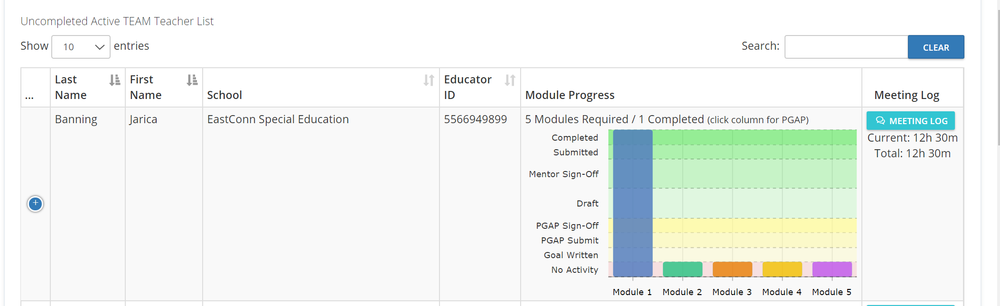 Uncompleted Active TEAM Teacher List
Show 10 entries
Search: CLEAR
... Last Name First Name School Educator ID Module Progress Meeting Log
Banning Jarica EastConn Special Education 5566949899 5 Modules Required / 1 Completed (click column for PGAP) MEETING LOG
Current: 12h 30m
Total: 12h 30m
Completed
Submitted
Mentor Sign-Off
Draft
PGAP Sign-Off
PGAP Submit
Goal Written
No Activity
Module 1 Module 2 Module 3 Module 4 Module 5